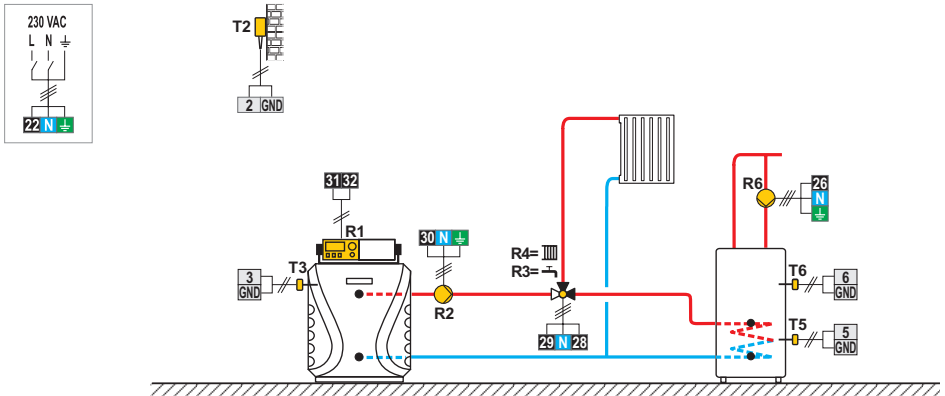 230 VAC
L N
22 N
T2
2 GND
31 32
R1
30 N
R4=
R3=
R6
26
N
3
GND
T3
R2
T6
6
GND
T5
5
GND
29 N 28